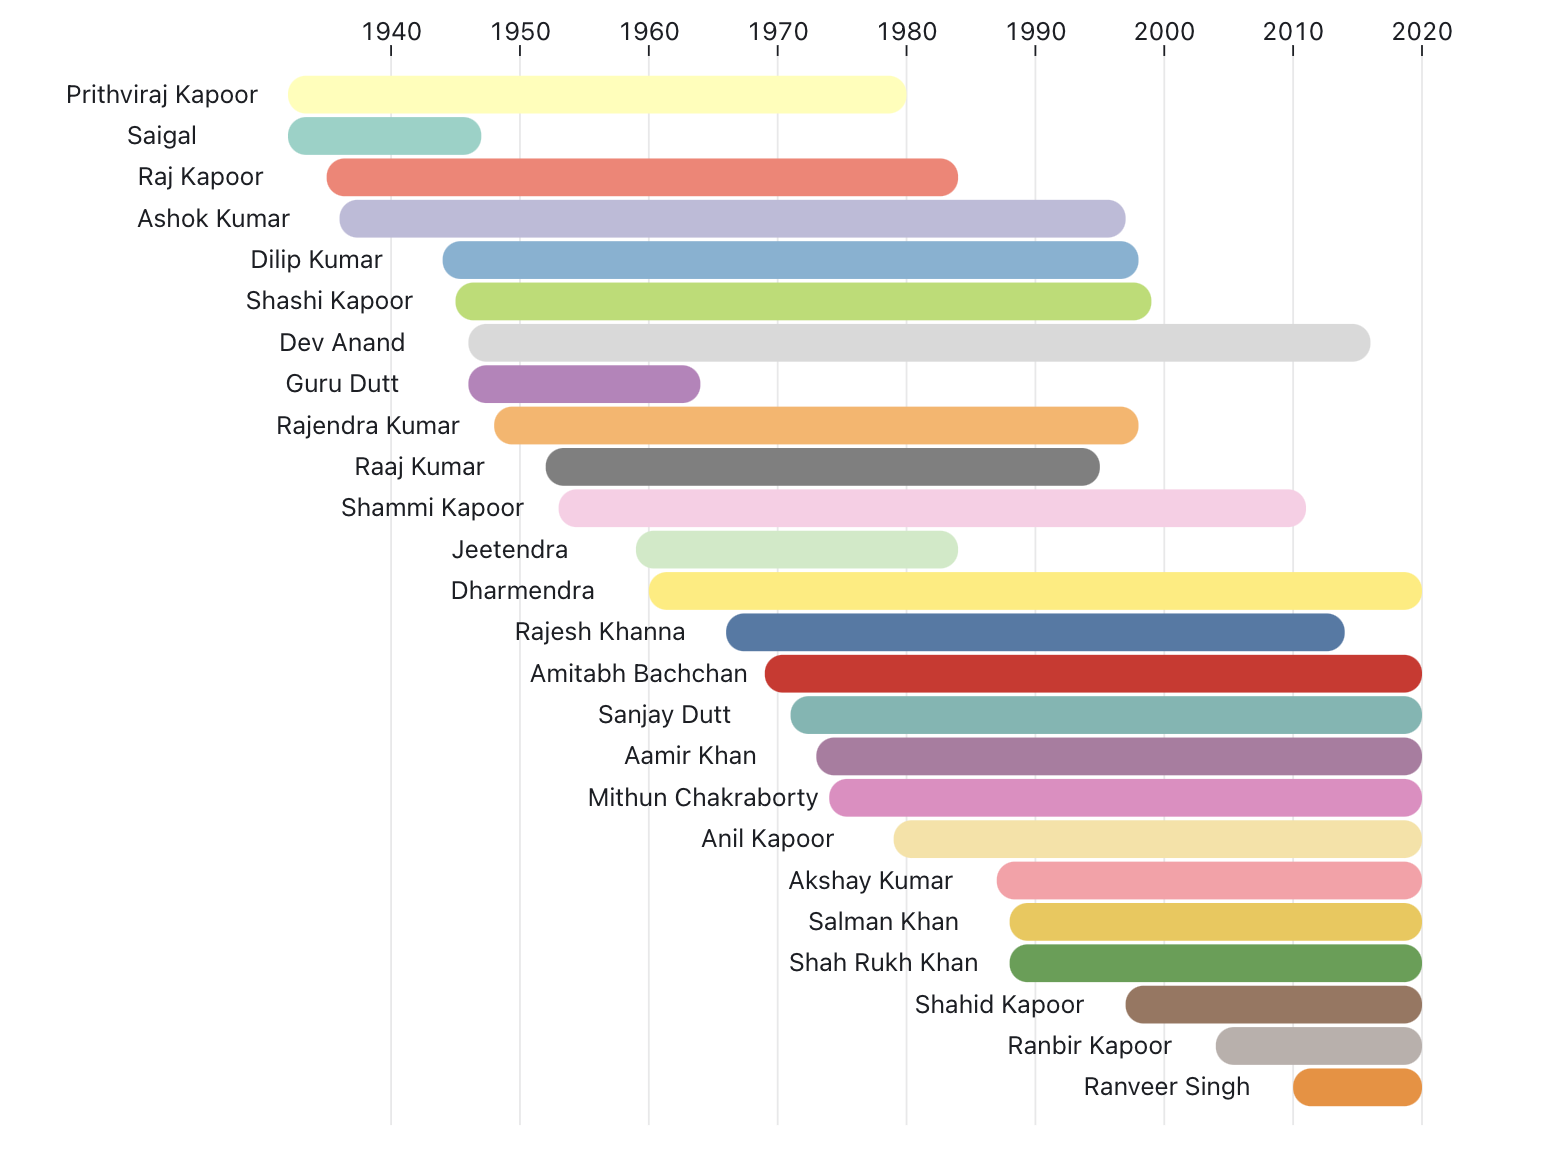 1940 1950 1960 1970 1980 1990 2000 2010 2020
Prithviraj Kapoor
Saigal
Raj Kapoor
Ashok Kumar
Dilip Kumar
Shashi Kapoor
Dev Anand
Guru Dutt
Rajendra Kumar
Raaj Kumar
Shammi Kapoor
Jeetendra
Dharmendra
Rajesh Khanna
Amitabh Bachchan
Sanjay Dutt
Aamir Khan
Mithun Chakraborty
Anil Kapoor
Akshay Kumar
Salman Khan
Shah Rukh Khan
Shahid Kapoor
Ranbir Kapoor
Ranveer Singh